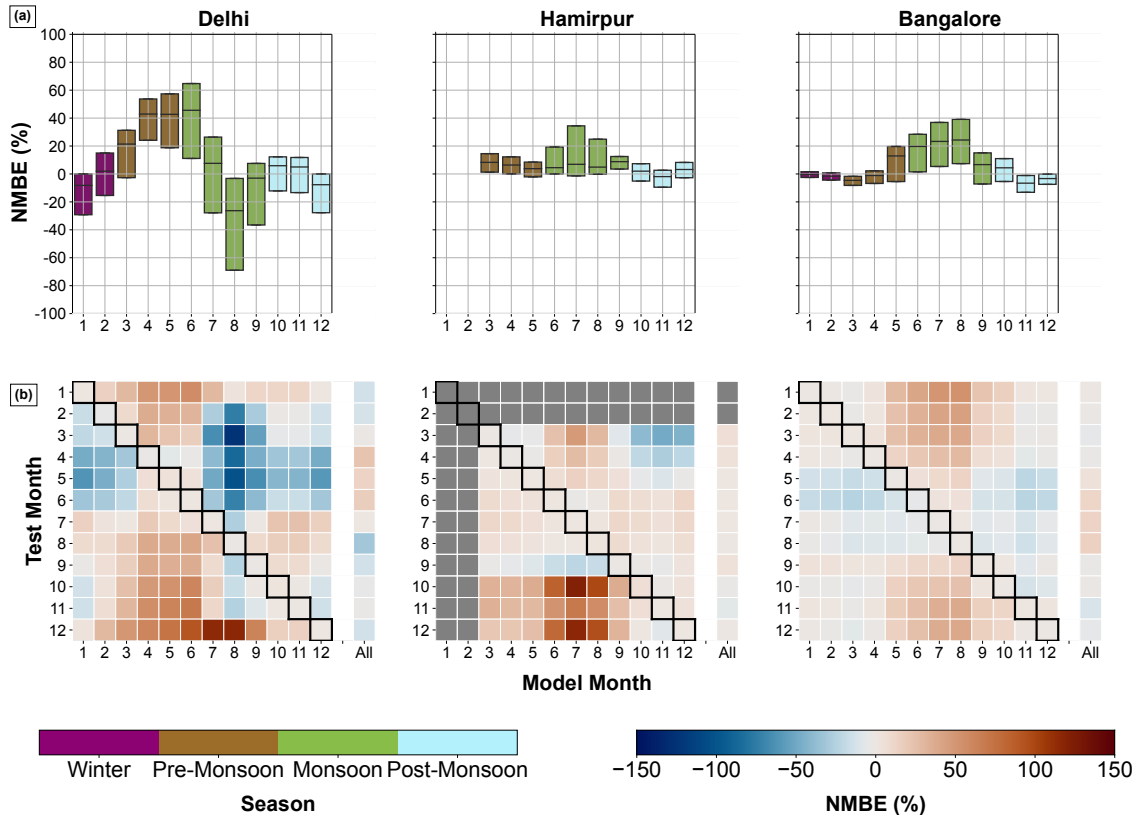 (a)
Delhi
Hamirpur
Bangalore
NMBE (%)
100
80
60
40
20
0
-20
-40
-60
-80
-100
1 2 3 4 5 6 7 8 9 10 11 12
1 2 3 4 5 6 7 8 9 10 11 12
1 2 3 4 5 6 7 8 9 10 11 12
(b)
Test Month
1
2
3
4
5
6
7
8
9
10
11
12
1 2 3 4 5 6 7 8 9 10 11 12 All
1 2 3 4 5 6 7 8 9 10 11 12 All
1 2 3 4 5 6 7 8 9 10 11 12 All
Model Month
Winter Pre-Monsoon Monsoon Post-Monsoon
Season
−150 −100 −50 0 50 100 150
NMBE (%)